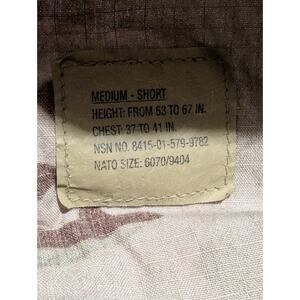 MEDIUM - SHORT
HEIGHT: FROM 63 TO 67 IN.
CHEST: 37 TO 41 IN.
NSN NO. 8415-01-579-9782
NATO SIZE: 6070/9404